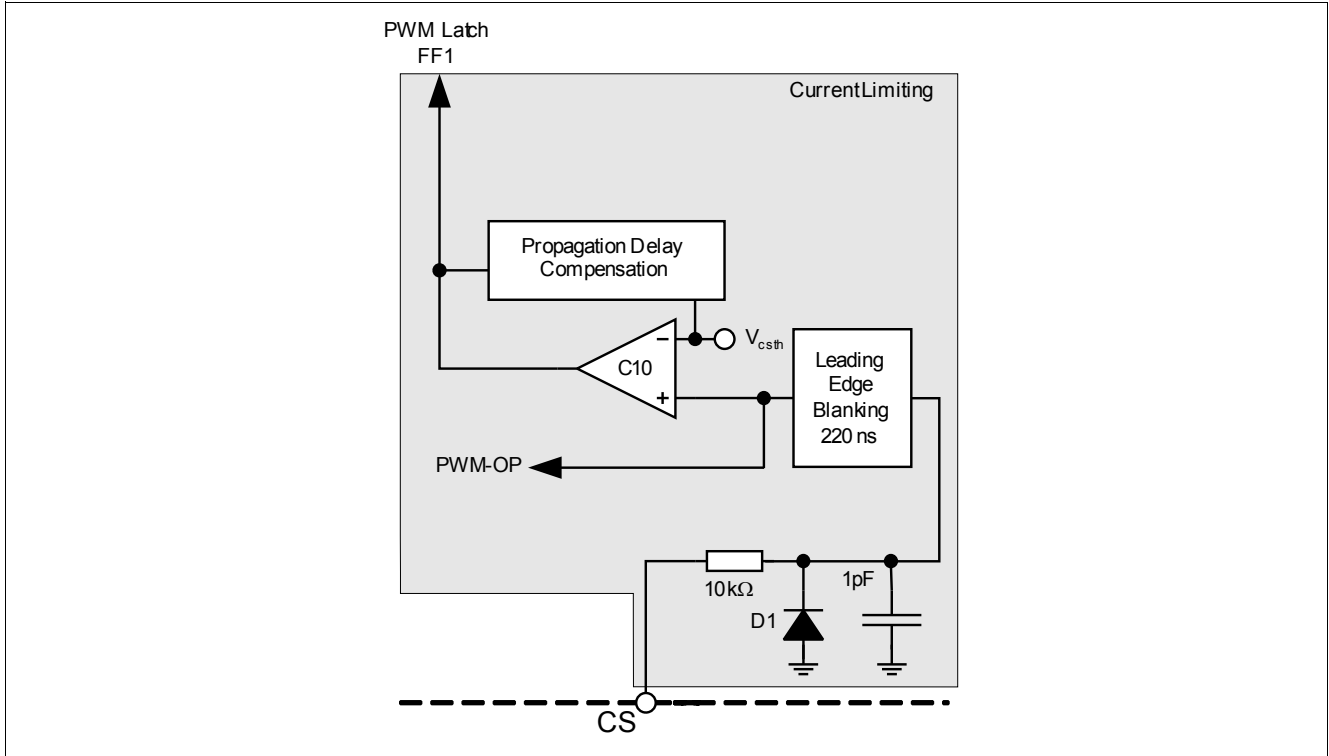 PWM Latch
FF1
Current Limiting
Propagation Delay
Compensation
−
V_csth
C10
+
Leading
Edge
Blanking
220 ns
PWM-OP
10kΩ
1pF
D1
CS